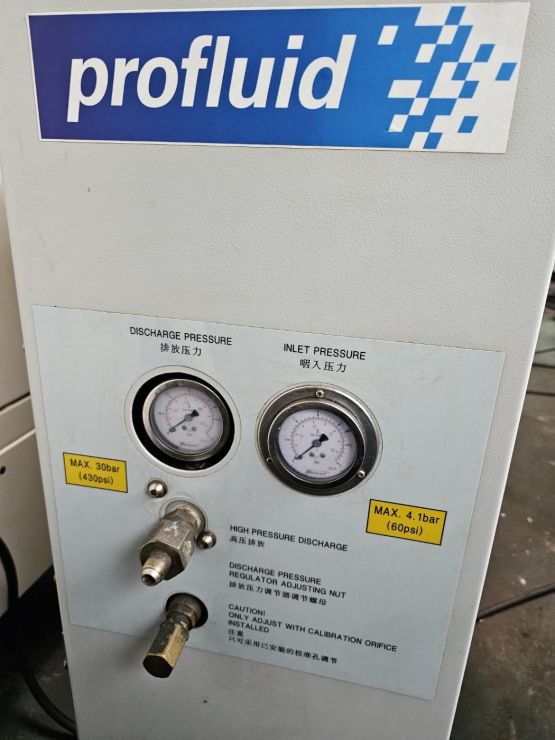 profluid
DISCHARGE PRESSURE
排放压力
INLET PRESSURE
咽入压力
MAX. 30bar
(430psi)
MAX. 4.1bar
(60psi)
HIGH PRESSURE DISCHARGE
高压排放
DISCHARGE PRESSURE
REGULATOR ADJUSTING NUT
排放压力调节器调节螺母
CAUTION!
ONLY ADJUST WITH CALIBRATION ORIFICE
INSTALLED
注意
只可采用已安装的校准孔调节